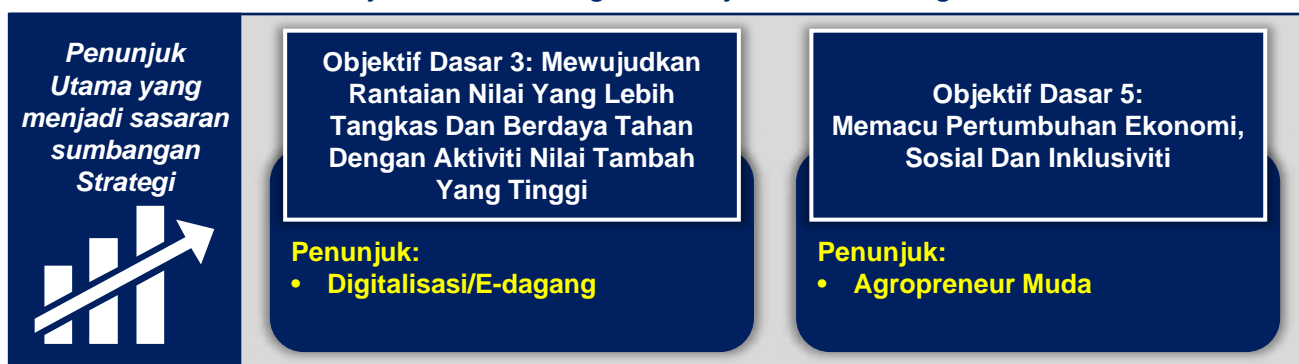 Penunjuk
Utama yang
menjadi sasaran
sumbangan
Strategi
Objektif Dasar 3: Mewujudkan
Rantaian Nilai Yang Lebih
Tangkas Dan Berdaya Tahan
Dengan Aktiviti Nilai Tambah
Yang Tinggi
Penunjuk:
• Digitalisasi/E-dagang
Objektif Dasar 5:
Memacu Pertumbuhan Ekonomi,
Sosial Dan Inklusiviti
Penunjuk:
• Agropreneur Muda